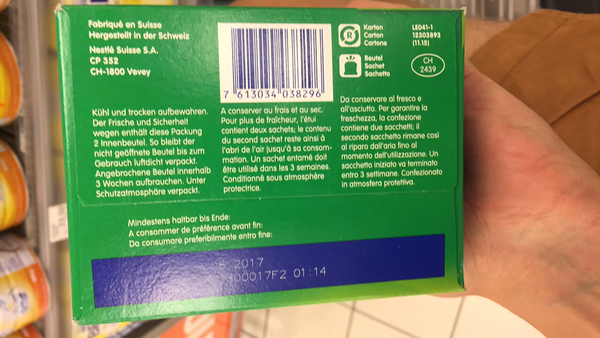 Fabriqué en Suisse
Hergestellt in der Schweiz
Nestlé Suisse S.A.
CP 352
CH-1800 Vevey
7 613034 038296
Karton
Carton
Cartone
Beutel
Sachet
Sachetto
LE041-1
12303893
(11.15)
CH
2439
Kühl und trocken aufbewahren.
Der Frische und Sicherheit
wegen enthält diese Packung
2 Innenbeutel. So bleibt der
nicht geöffnete Beutel bis zum
Gebrauch luftdicht verpackt.
Angebrochene Beutel innerhalb
3 Wochen aufbrauchen. Unter
Schutzatmosphäre verpackt.
A conserver au frais et au sec.
Pour plus de fraîcheur, l'étui
contient deux sachets; le contenu
du second sachet reste ainsi à
l'abri de l'air jusqu'à sa consom-
mation. Un sachet entamé doit
être utilisé dans les 3 semaines.
Conditionné sous atmosphère
protectrice.
Da conservare al fresco e
all'asciutto. Per garantire la
freschezza, la confezione
contiene due sachetti; il
secondo sachetto rimane così
al riparo dall'aria fino al
momento dell'utilizzazione. Un
sachetto iniziato va terminato
entro 3 settimane. Confezionato
in atmosfera protettiva.
Mindestens haltbar bis Ende:
A consommer de préférence avant fin:
Da consumare preferibilmente entro fine:
2017
00017F2 01:14